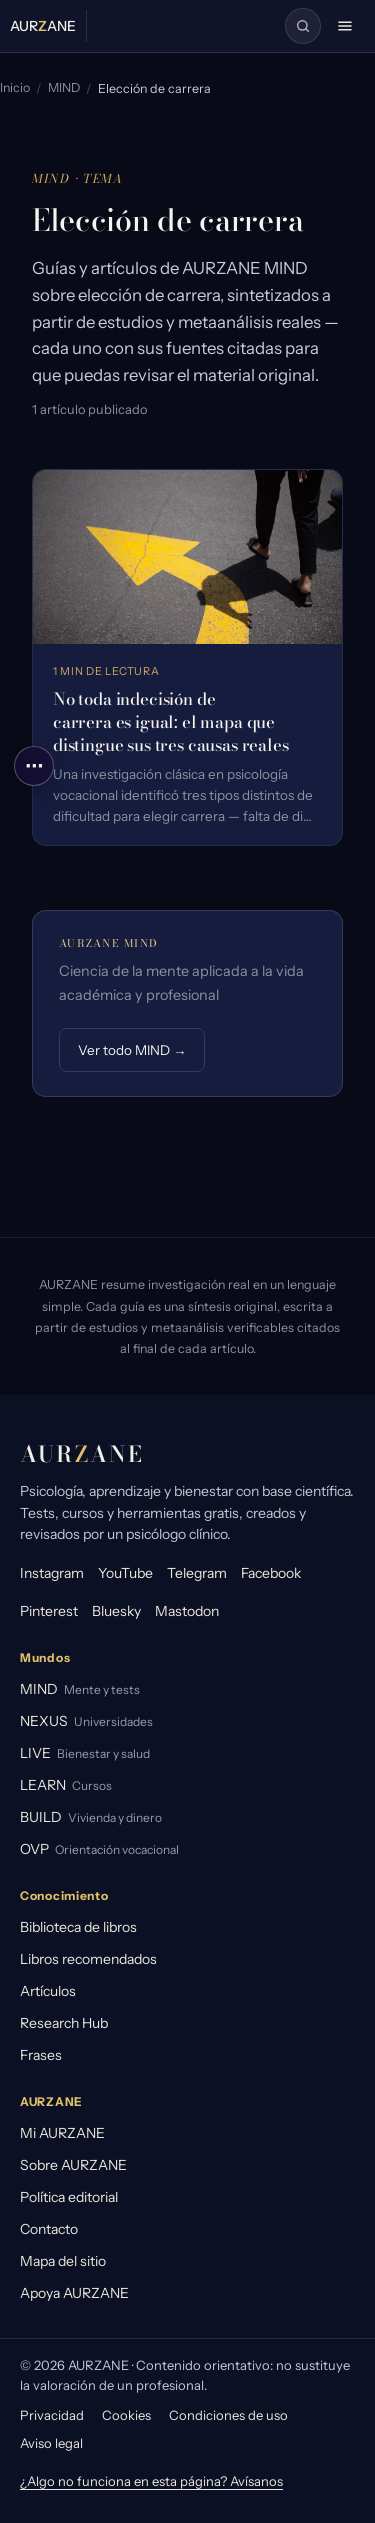 AURZANE
Inicio / MIND / Elección de carrera
MIND · TEMA
Elección de carrera
Guías y artículos de AURZANE MIND
sobre elección de carrera, sintetizados a
partir de estudios y metaanálisis reales —
cada uno con sus fuentes citadas para
que puedas revisar el material original.
1 artículo publicado
1 MIN DE LECTURA
No toda indecisión de
carrera es igual: el mapa que
distingue sus tres causas reales
Una investigación clásica en psicología
vocacional identificó tres tipos distintos de
dificultad para elegir carrera — falta de di...
AURZANE MIND
Ciencia de la mente aplicada a la vida
académica y profesional
Ver todo MIND →
AURZANE resume investigación real en un lenguaje
simple. Cada guía es una síntesis original, escrita a
partir de estudios y metaanálisis verificables citados
al final de cada artículo.
AURZANE
Psicología, aprendizaje y bienestar con base científica.
Tests, cursos y herramientas gratis, creados y
revisados por un psicólogo clínico.
Instagram YouTube Telegram Facebook
Pinterest Bluesky Mastodon
Mundos
MIND Mente y tests
NEXUS Universidades
LIVE Bienestar y salud
LEARN Cursos
BUILD Vivienda y dinero
OVP Orientación vocacional
Conocimiento
Biblioteca de libros
Libros recomendados
Artículos
Research Hub
Frases
AURZANE
Mi AURZANE
Sobre AURZANE
Política editorial
Contacto
Mapa del sitio
Apoya AURZANE
© 2026 AURZANE · Contenido orientativo: no sustituye
la valoración de un profesional.
Privacidad Cookies Condiciones de uso
Aviso legal
¿Algo no funciona en esta página? Avísanos